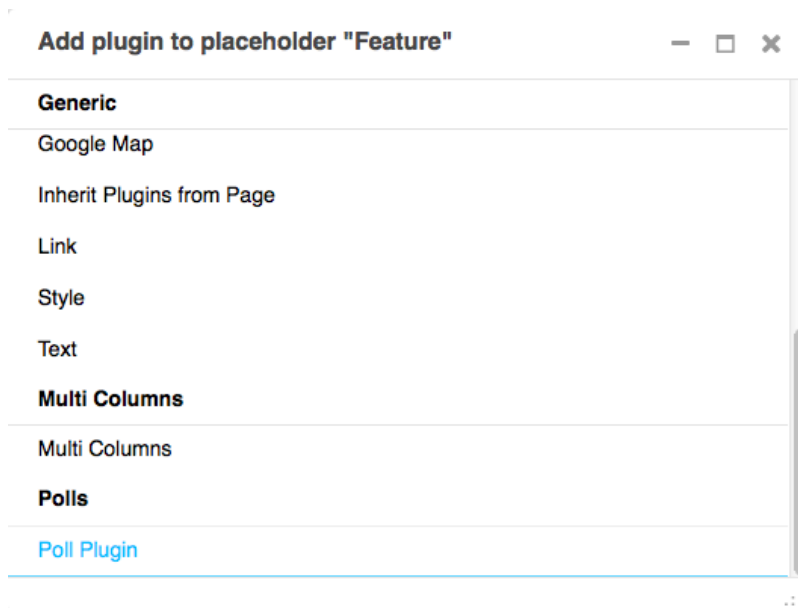 Add plugin to placeholder "Feature"
Generic
Google Map
Inherit Plugins from Page
Link
Style
Text
Multi Columns
Multi Columns
Polls
Poll Plugin